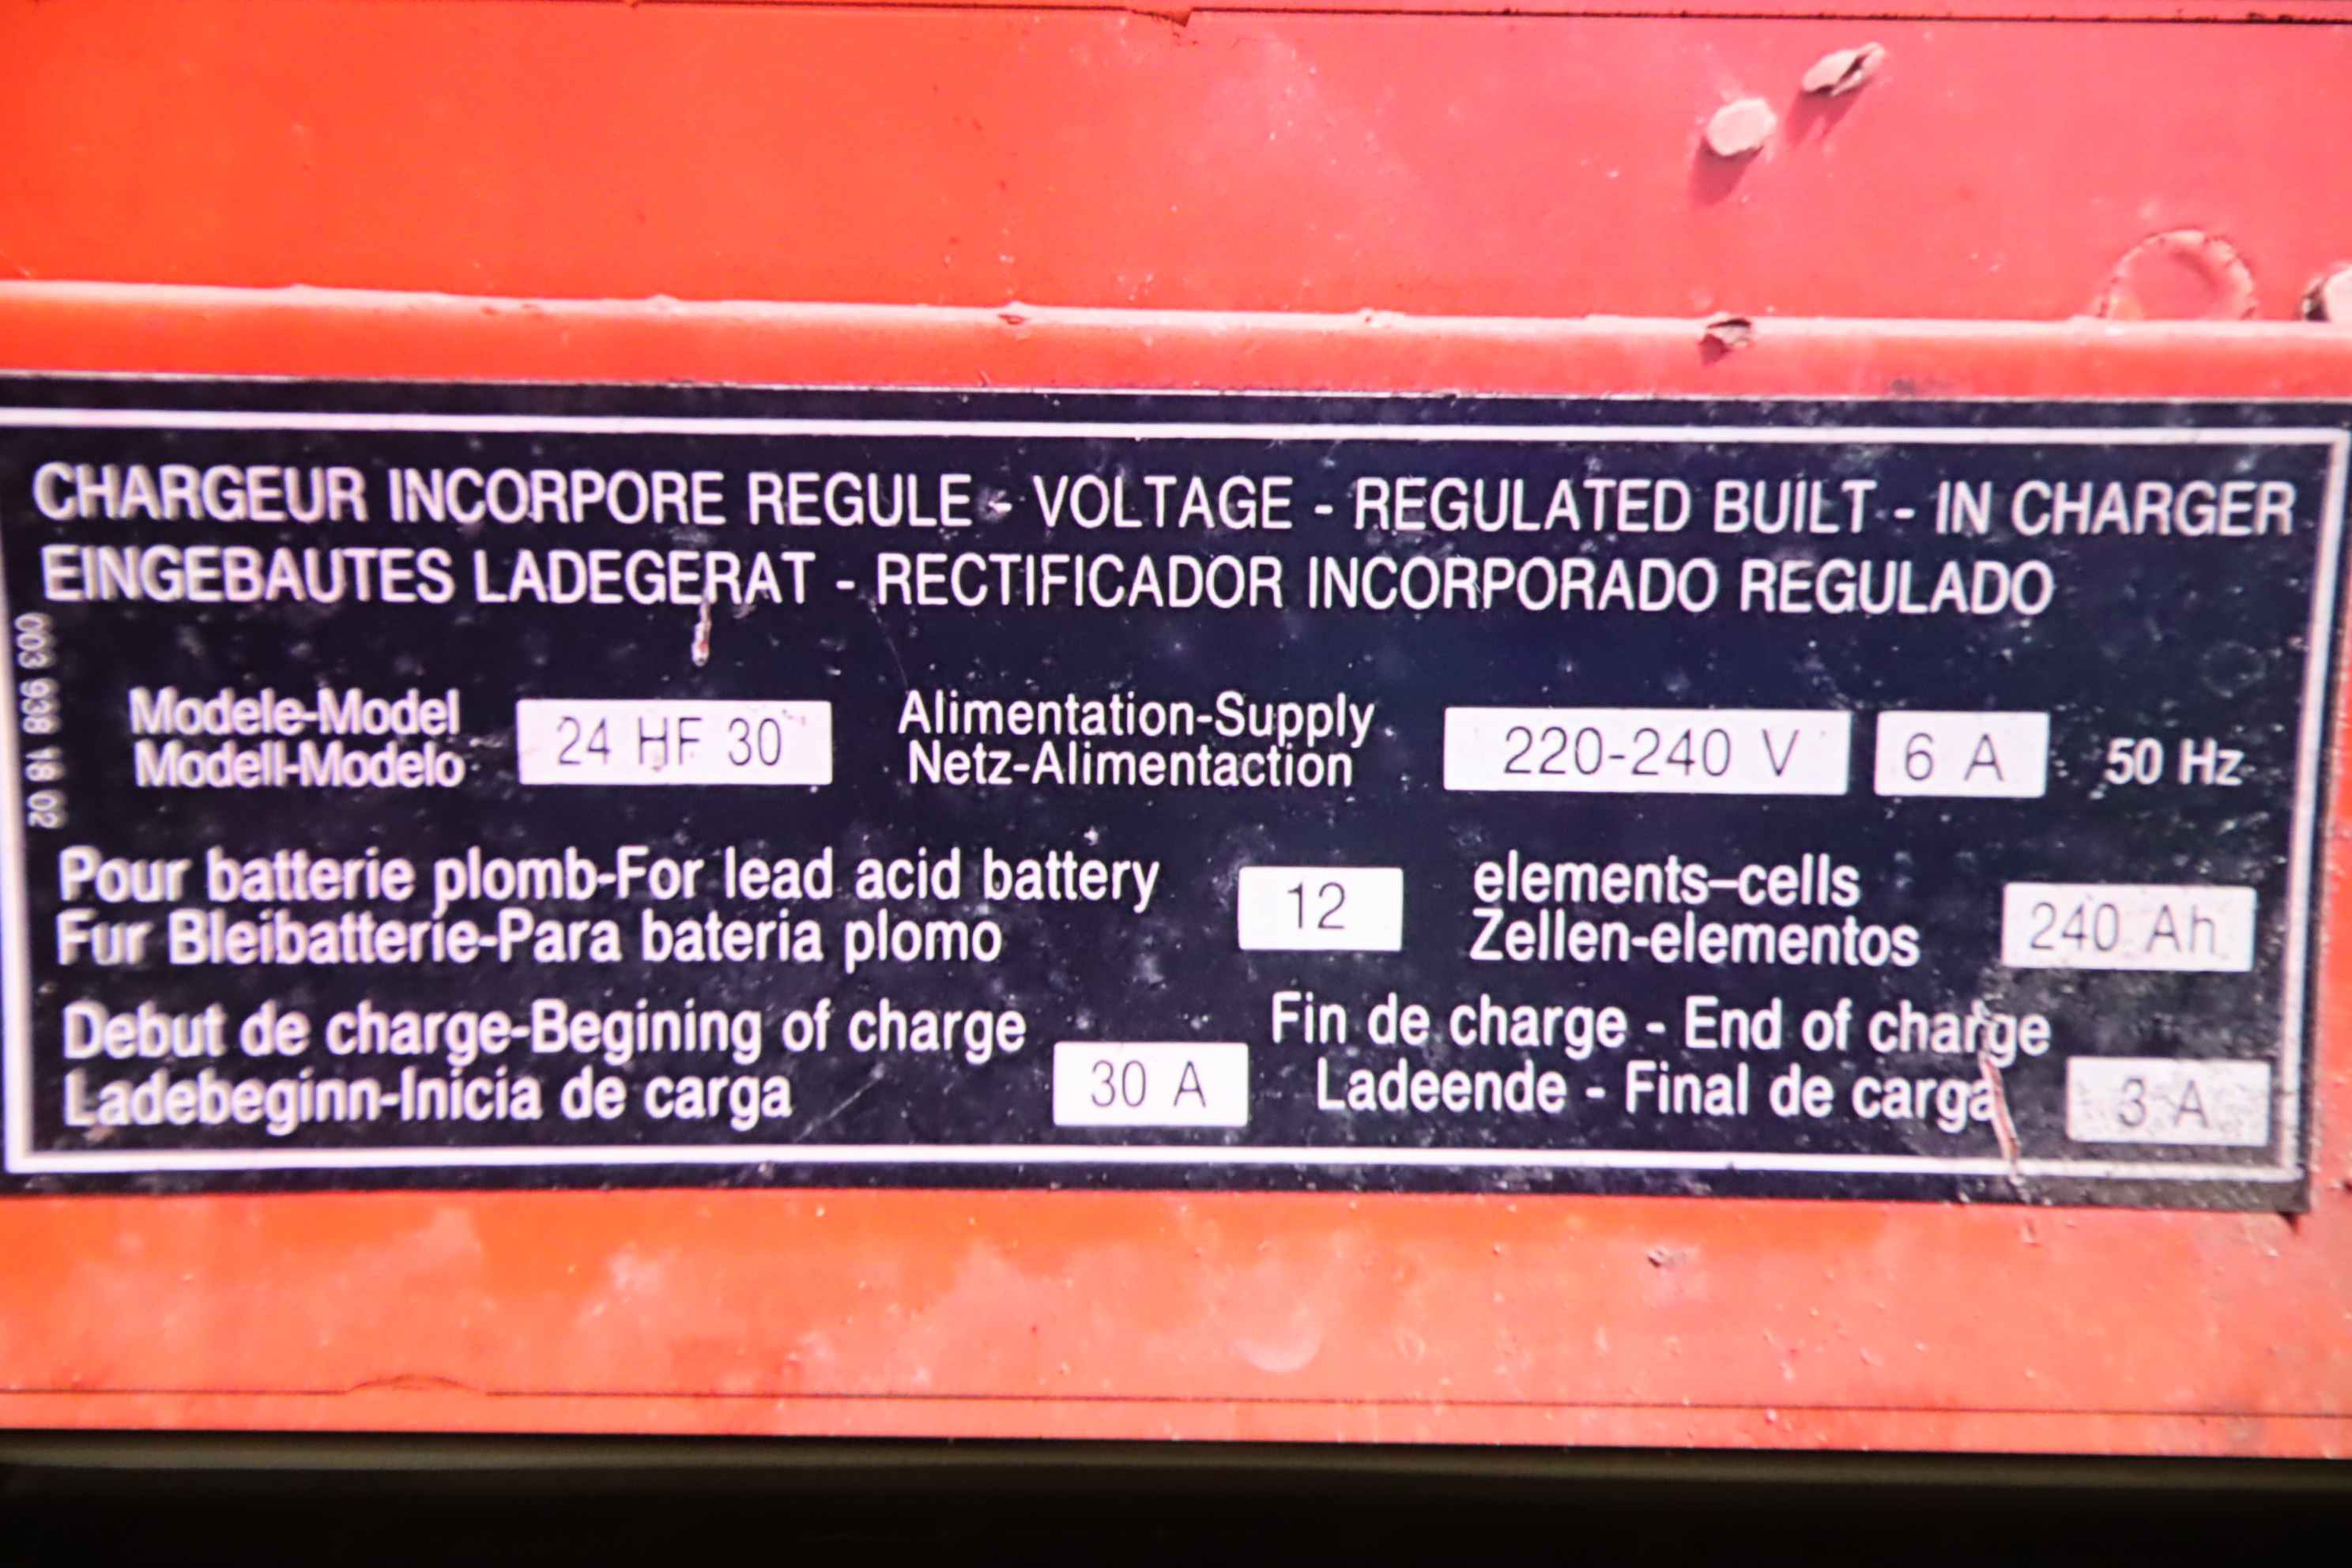 CHARGEUR INCORPORE REGULE - VOLTAGE - REGULATED BUILT - IN CHARGER
EINGEBAUTES LADEGERAT - RECTIFICADOR INCORPORADO REGULADO
003 938 18 02
Modele-Model
Modell-Modelo
24 HF 30
Alimentation-Supply
Netz-Alimentaction
220-240 V
6 A
50 Hz
Pour batterie plomb-For lead acid battery
Fur Bleibatterie-Para bateria plomo
12
elements-cells
Zellen-elementos
240 Ah
Debut de charge-Begining of charge
Ladebeginn-Inicia de carga
30 A
Fin de charge - End of charge
Ladeende - Final de carga
3 A